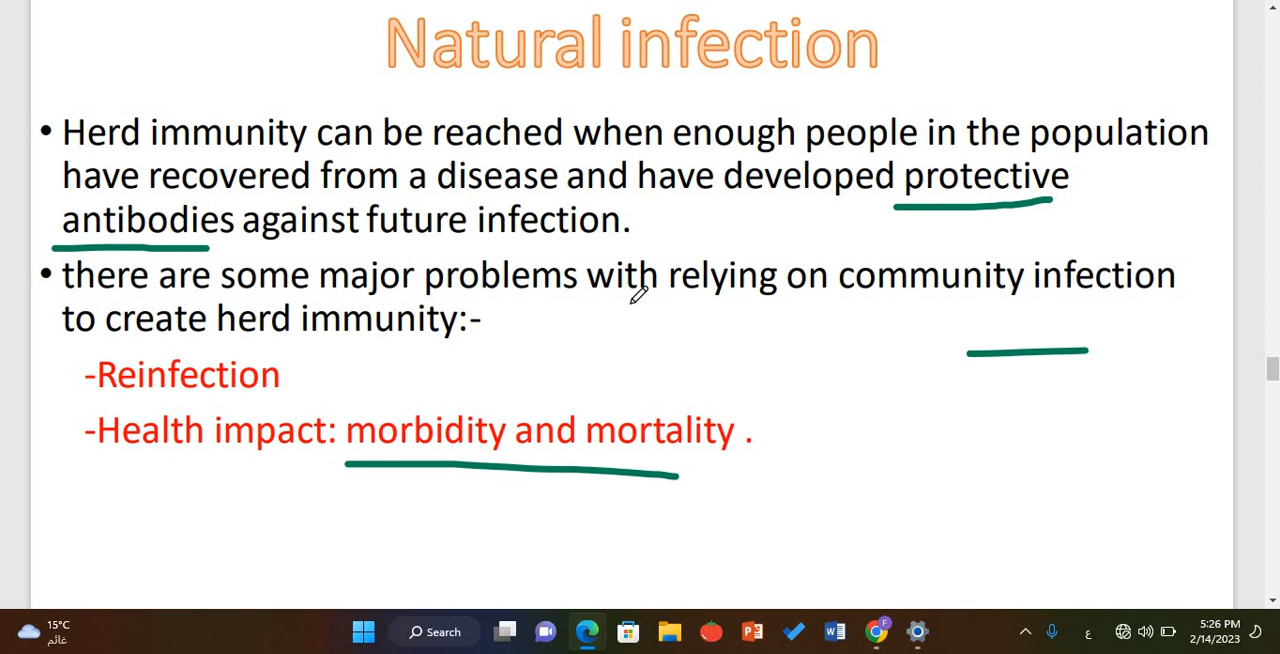 Natural infection
• Herd immunity can be reached when enough people in the population
have recovered from a disease and have developed protective
antibodies against future infection.
• there are some major problems with relying on community infection
to create herd immunity:-
-Reinfection
-Health impact: morbidity and mortality .
15°C
غائم
Search
F
ع
5:26 PM
2/14/2023